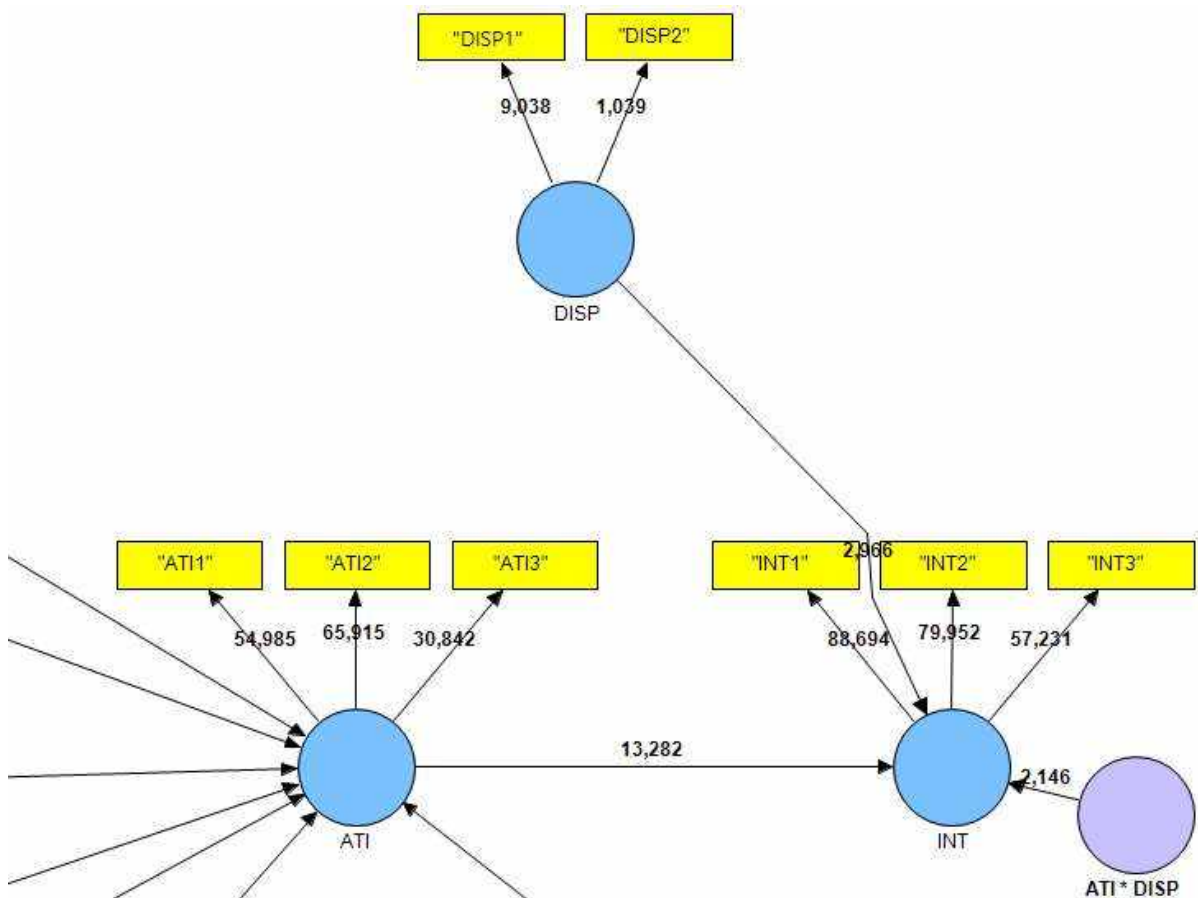 "DISP1" "DISP2"
9,038 1,039
DISP
2,966
"ATI1" "ATI2" "ATI3" "INT1" "INT2" "INT3"
54,985 65,915 30,842 88,694 79,952 57,231
13,282
2,146
ATI INT
ATI * DISP